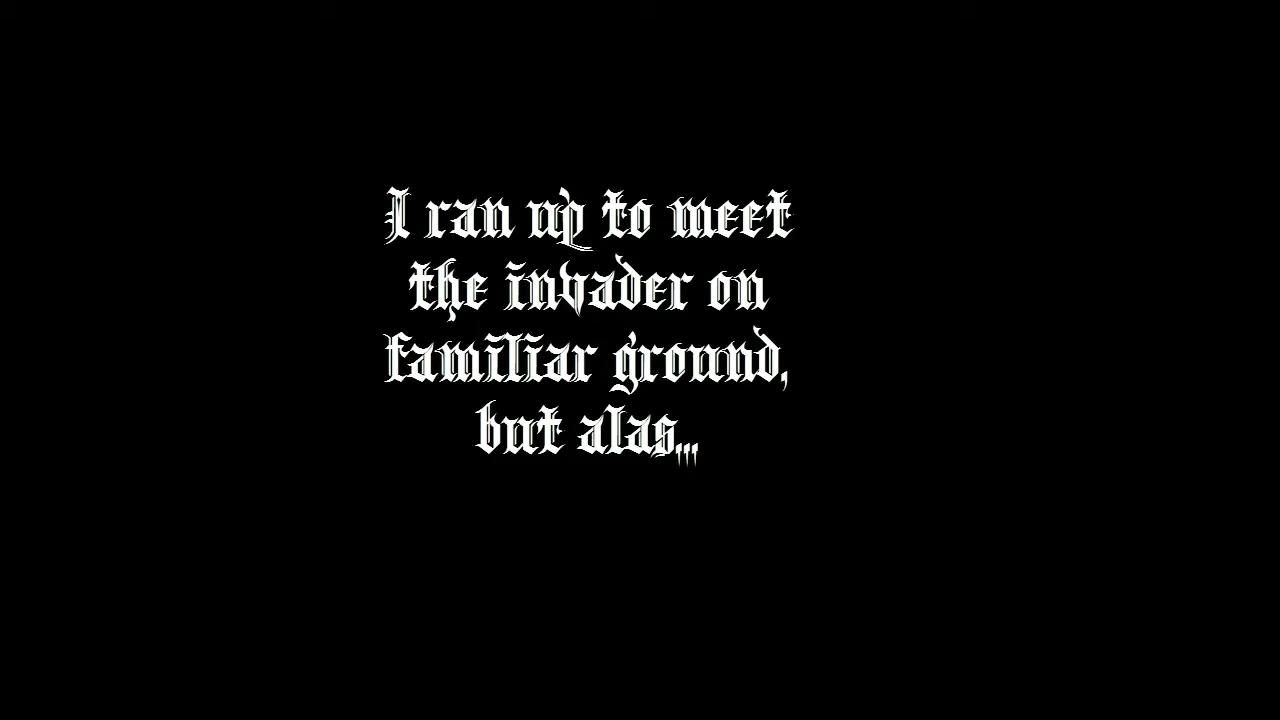 I ran up to meet
the invader on
familiar ground,
but alas...